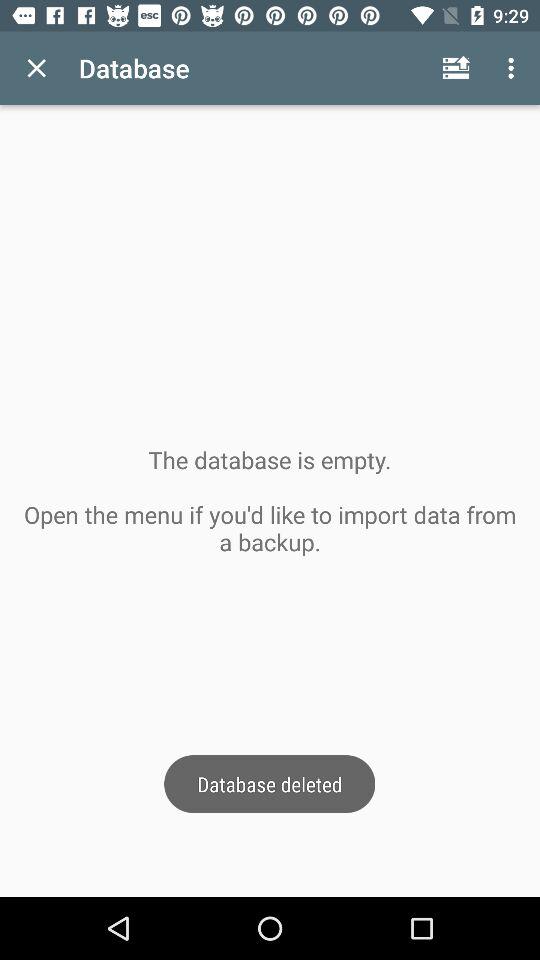 esc 9:29
Database
The database is empty.
Open the menu if you'd like to import data from
a backup.
Database deleted